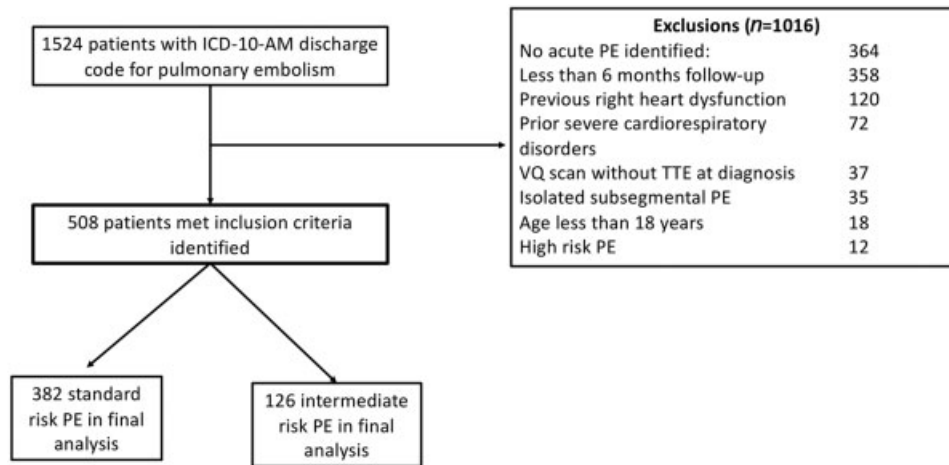 1524 patients with ICD-10-AM discharge
code for pulmonary embolism
Exclusions (n=1016)
No acute PE identified: 364
Less than 6 months follow-up 358
Previous right heart dysfunction 120
Prior severe cardiorespiratory 72
disorders
VQ scan without TTE at diagnosis 37
Isolated subsegmental PE 35
Age less than 18 years 18
High risk PE 12
508 patients met inclusion criteria
identified
382 standard
risk PE in final
analysis
126 intermediate
risk PE in final
analysis